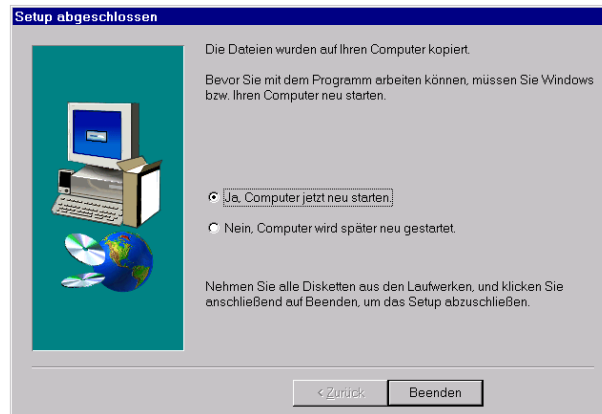 Setup abgeschlossen
Die Dateien wurden auf Ihren Computer kopiert.
Bevor Sie mit dem Programm arbeiten können, müssen Sie Windows
bzw. Ihren Computer neu starten.
Ja, Computer jetzt neu starten.
Nein, Computer wird später neu gestartet.
Nehmen Sie alle Disketten aus den Laufwerken, und klicken Sie
anschließend auf Beenden, um das Setup abzuschließen.
< Zurück
Beenden